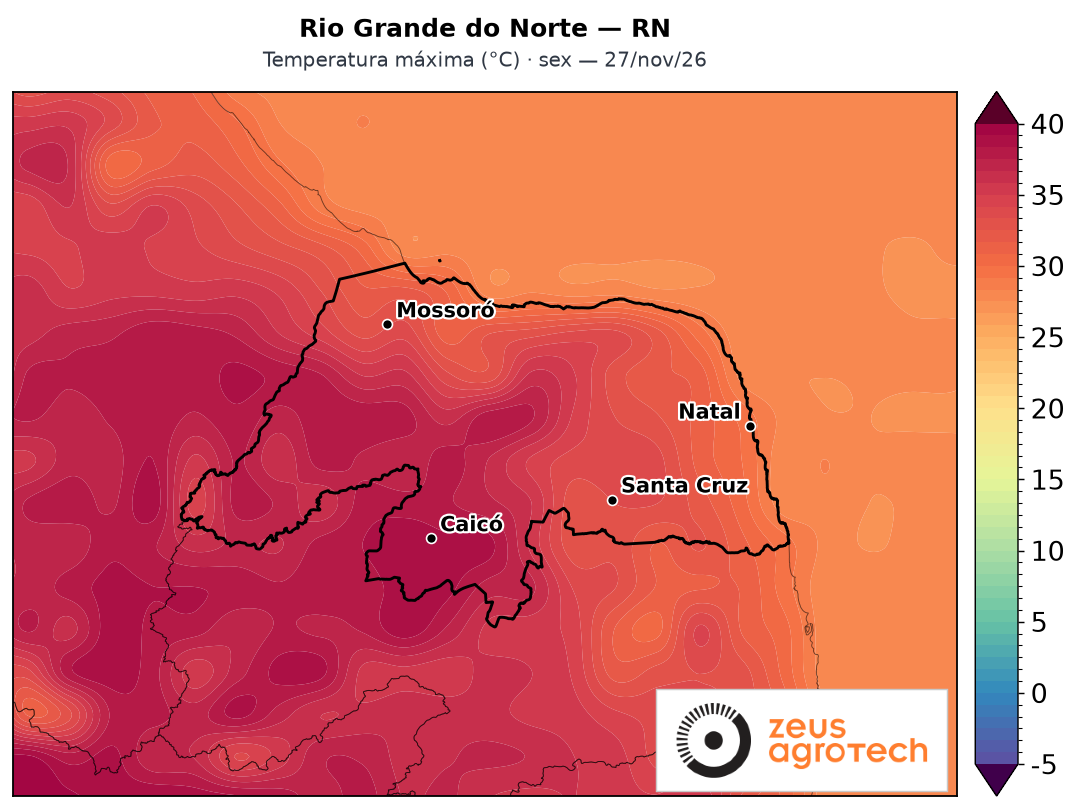 Rio Grande do Norte — RN
Temperatura máxima (°C) · sex — 27/nov/26
Mossoró
Natal
Santa Cruz
Caicó
40
35
30
25
20
15
10
5
0
-5
zeus
agrotech